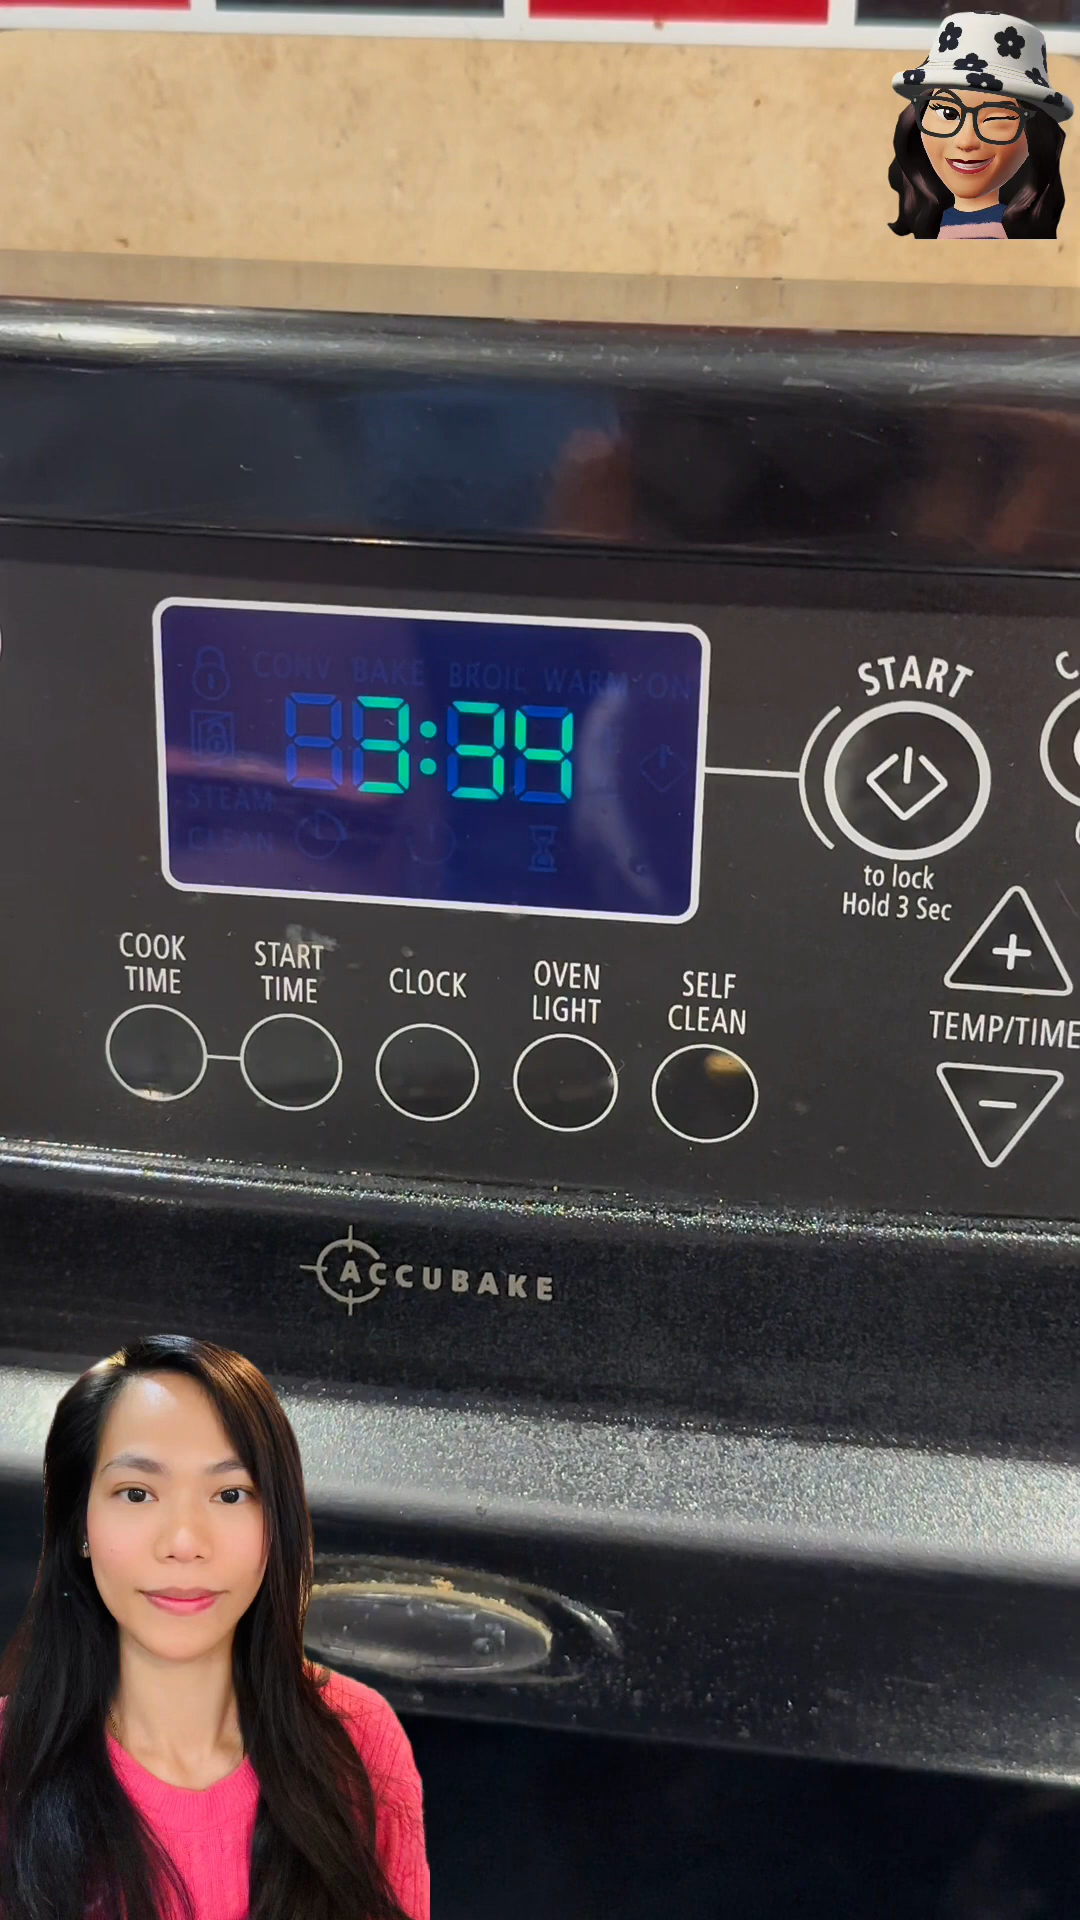 CONV BAKE BROIL WARM ON
3:34
STEAM
CLEAN
START
to lock
Hold 3 Sec
COOK
TIME
START
TIME
CLOCK
OVEN
LIGHT
SELF
CLEAN
TEMP/TIME
ACCUBAKE